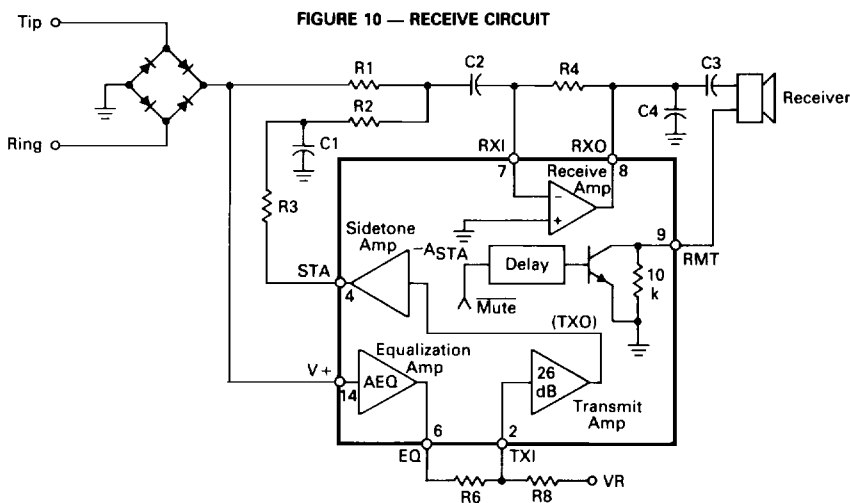 FIGURE 10 — RECEIVE CIRCUIT
Tip
Ring
R1
R2
C1
R3
C2
R4
C3
C4
Receiver
RXI
7
RXO
8
Receive
Amp
−
+
Sidetone
Amp
−ASTA
STA
4
Delay
Mute
9
RMT
10
k
(TXO)
Equalization
Amp
V+
14
AEQ
26
dB
Transmit
Amp
6
EQ
2
TXI
R6
R8
VR